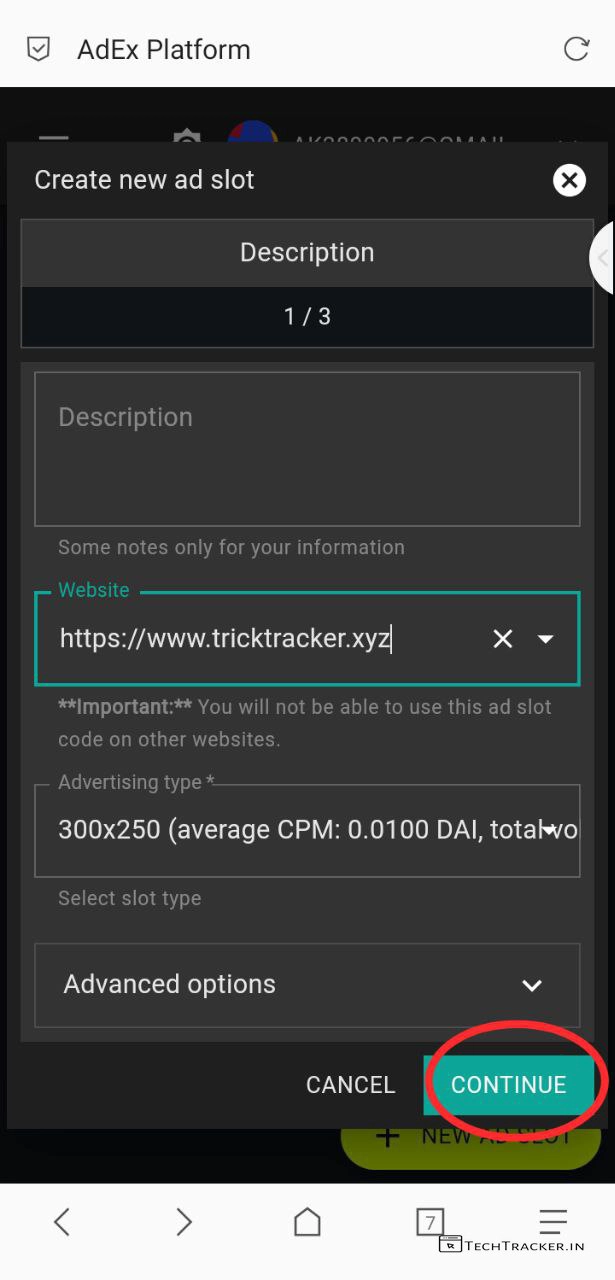 AdEx Platform
Create new ad slot
Description
1 / 3
Description
Some notes only for your information
Website
https://www.tricktracker.xyz
**Important:** You will not be able to use this ad slot
code on other websites.
Advertising type *
300x250 (average CPM: 0.0100 DAI, total vo
Select slot type
Advanced options
CANCEL
CONTINUE
NEW AD SLOT
7
TECHTRACKER.IN